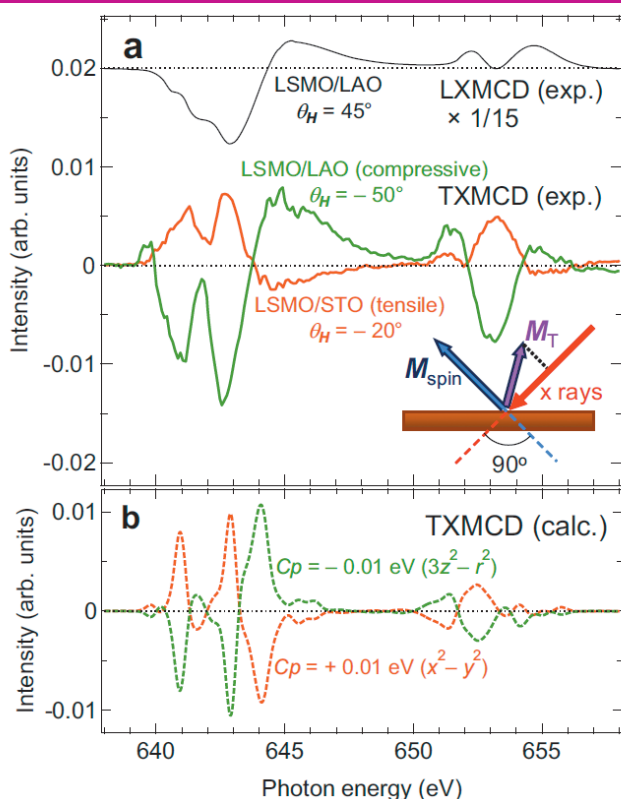 a
0.02
LSMO/LAO
θH = 45°
LXMCD (exp.)
× 1/15
0.01
LSMO/LAO (compressive)
θH = – 50°
TXMCD (exp.)
0
LSMO/STO (tensile)
θH = – 20°
Mspin
MT
x rays
90º
-0.01
-0.02
Intensity (arb. units)
b
TXMCD (calc.)
0.01
Cp = – 0.01 eV (3z² – r²)
0
Cp = + 0.01 eV (x² – y²)
-0.01
Intensity (arb. units)
640 645 650 655
Photon energy (eV)